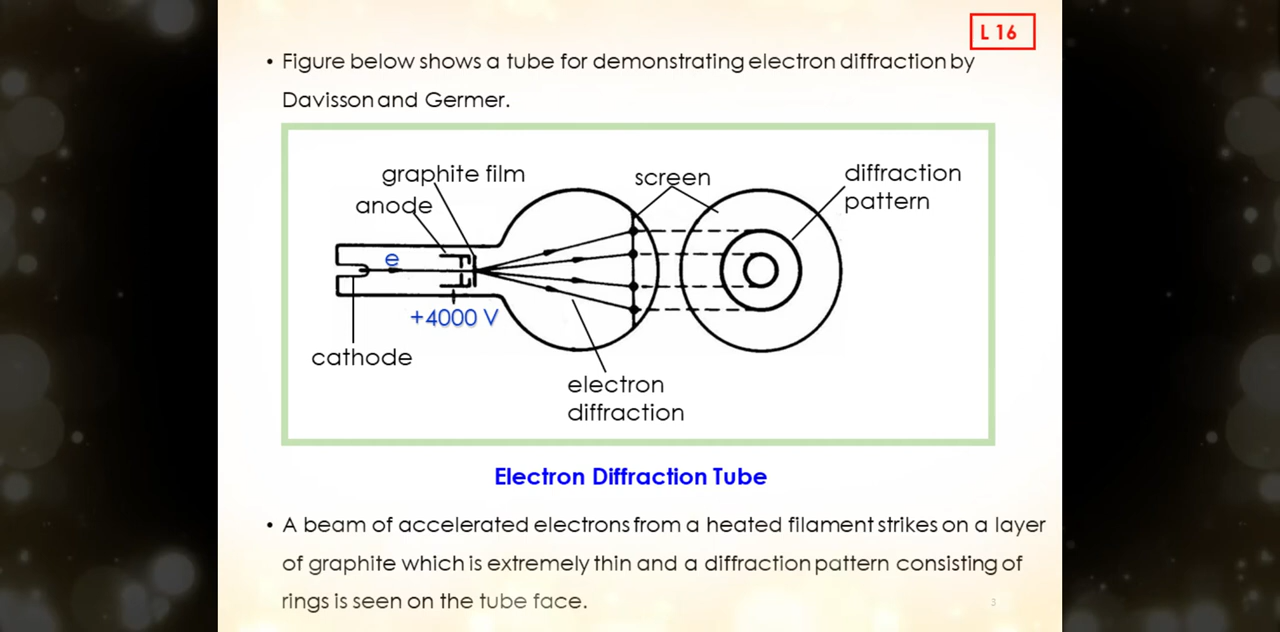 L 16
• Figure below shows a tube for demonstrating electron diffraction by
Davisson and Germer.
graphite film
screen
diffraction
pattern
anode
e
+4000 V
cathode
electron
diffraction
Electron Diffraction Tube
• A beam of accelerated electrons from a heated filament strikes on a layer
of graphite which is extremely thin and a diffraction pattern consisting of
rings is seen on the tube face.
3